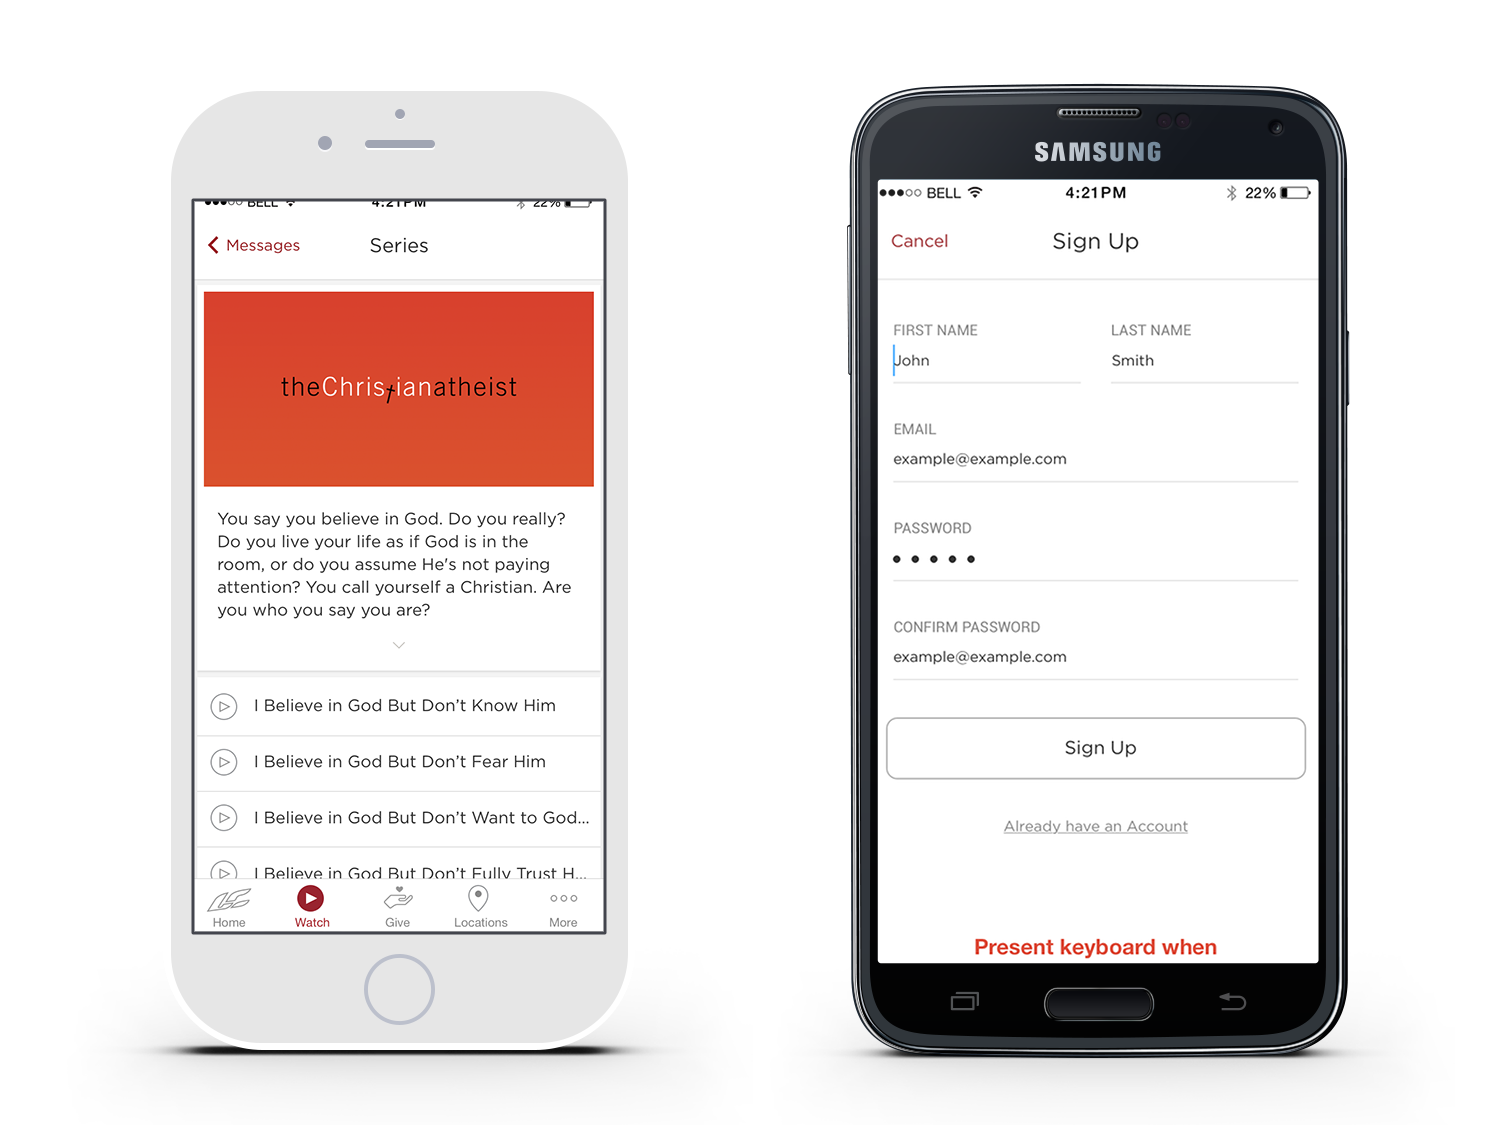 BELL 4:21PM 22%
Messages Series
theChristianatheist
You say you believe in God. Do you really?
Do you live your life as if God is in the
room, or do you assume He's not paying
attention? You call yourself a Christian. Are
you who you say you are?
I Believe in God But Don’t Know Him
I Believe in God But Don’t Fear Him
I Believe in God But Don’t Want to God...
I Believe in God But Don’t Fully Trust H...
Home Watch Give Locations More
SAMSUNG
BELL 4:21PM 22%
Cancel Sign Up
FIRST NAME LAST NAME
John Smith
EMAIL
example@example.com
PASSWORD
CONFIRM PASSWORD
example@example.com
Sign Up
Already have an Account
Present keyboard when